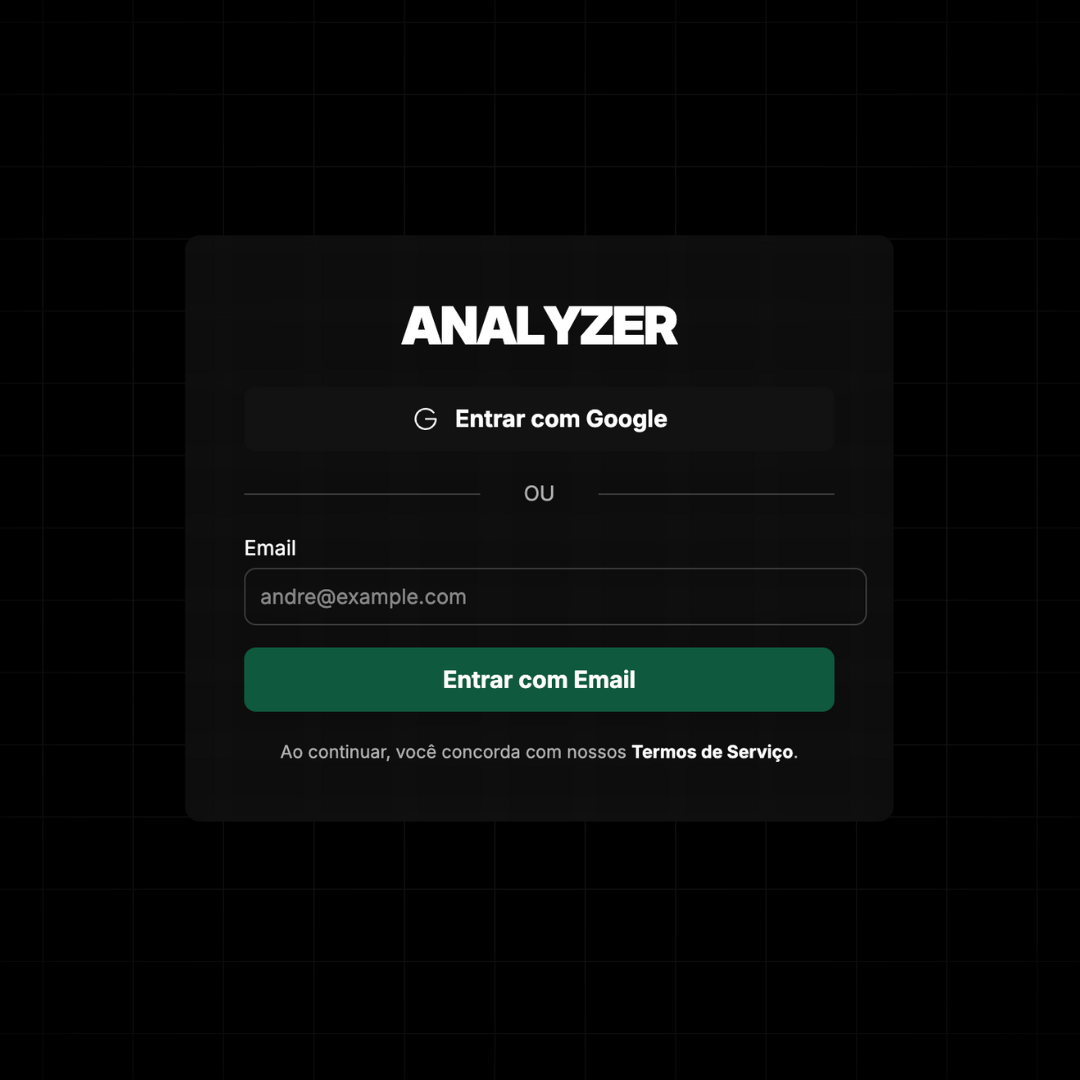 ANALYZER
Entrar com Google
OU
Email
andre@example.com
Entrar com Email
Ao continuar, você concorda com nossos Termos de Serviço.